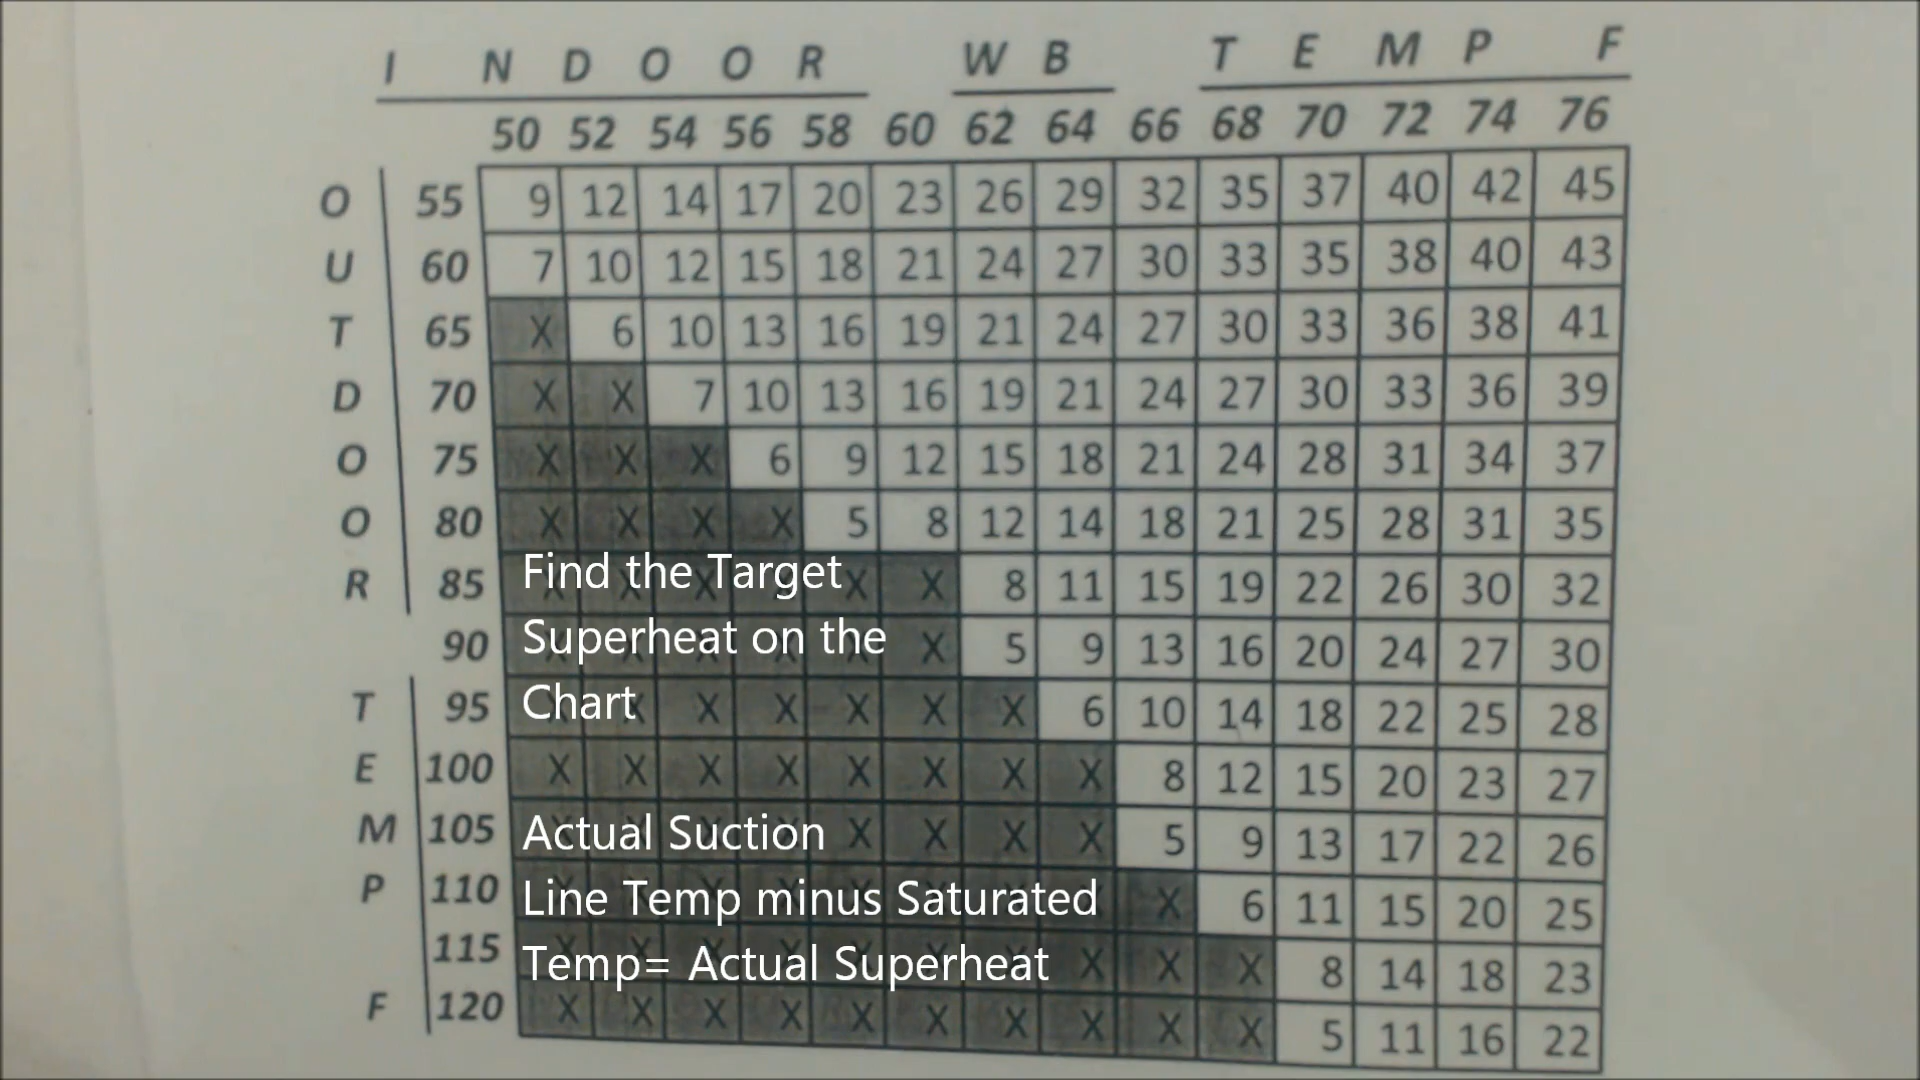 I N D O O R W B T E M P F
50 52 54 56 58 60 62 64 66 68 70 72 74 76
O 55 9 12 14 17 20 23 26 29 32 35 37 40 42 45
U 60 7 10 12 15 18 21 24 27 30 33 35 38 40 43
T 65 X 6 10 13 16 19 21 24 27 30 33 36 38 41
D 70 X X 7 10 13 16 19 21 24 27 30 33 36 39
O 75 X X X 6 9 12 15 18 21 24 28 31 34 37
O 80 X X X X 5 8 12 14 18 21 25 28 31 35
R 85 X X X X X X 8 11 15 19 22 26 30 32
90 X X X X X X 5 9 13 16 20 24 27 30
T 95 X X X X X X X 6 10 14 18 22 25 28
E 100 X X X X X X X X 8 12 15 20 23 27
M 105 X X X X X X X X 5 9 13 17 22 26
P 110 X X X X X X X X X 6 11 15 20 25
115 X X X X X X X X X X 8 14 18 23
F 120 X X X X X X X X X X 5 11 16 22
Find the Target
Superheat on the
Chart
Actual Suction
Line Temp minus Saturated
Temp= Actual Superheat